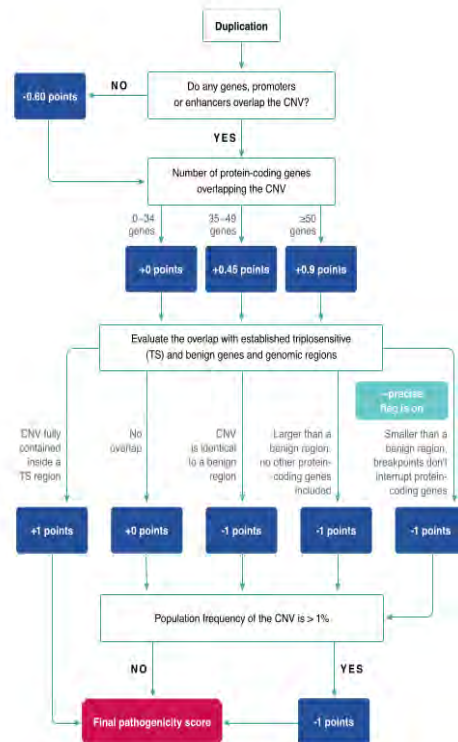 Duplication
Do any genes, promoters
or enhancers overlap the CNV?
NO
-0.60 points
YES
Number of protein-coding genes
overlapping the CNV
0–34
genes
35–49
genes
≥50
genes
+0 points
+0.45 points
+0.9 points
Evaluate the overlap with established triplosensitive
(TS) and benign genes and genomic regions
--precise
flag is on
CNV fully
contained
inside a
TS region
No
overlap
CNV
is identical
to a benign
region
Larger than a
benign region,
no other protein-
coding genes
included
Smaller than a
benign region,
breakpoints don't
interrupt protein-
coding genes
+1 points
+0 points
-1 points
-1 points
-1 points
Population frequency of the CNV is > 1%
NO
YES
Final pathogenicity score
-1 points